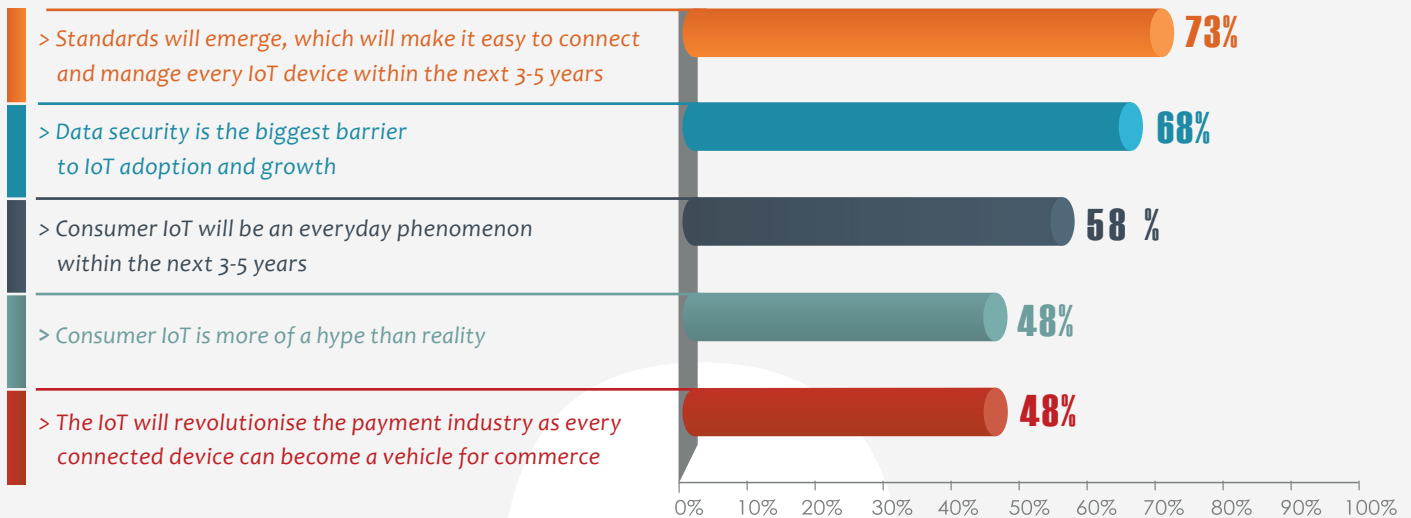 > Standards will emerge, which will make it easy to connect
and manage every IoT device within the next 3-5 years
73%
> Data security is the biggest barrier
to IoT adoption and growth
68%
> Consumer IoT will be an everyday phenomenon
within the next 3-5 years
58 %
> Consumer IoT is more of a hype than reality
48%
> The IoT will revolutionise the payment industry as every
connected device can become a vehicle for commerce
48%
0% 10% 20% 30% 40% 50% 60% 70% 80% 90% 100%